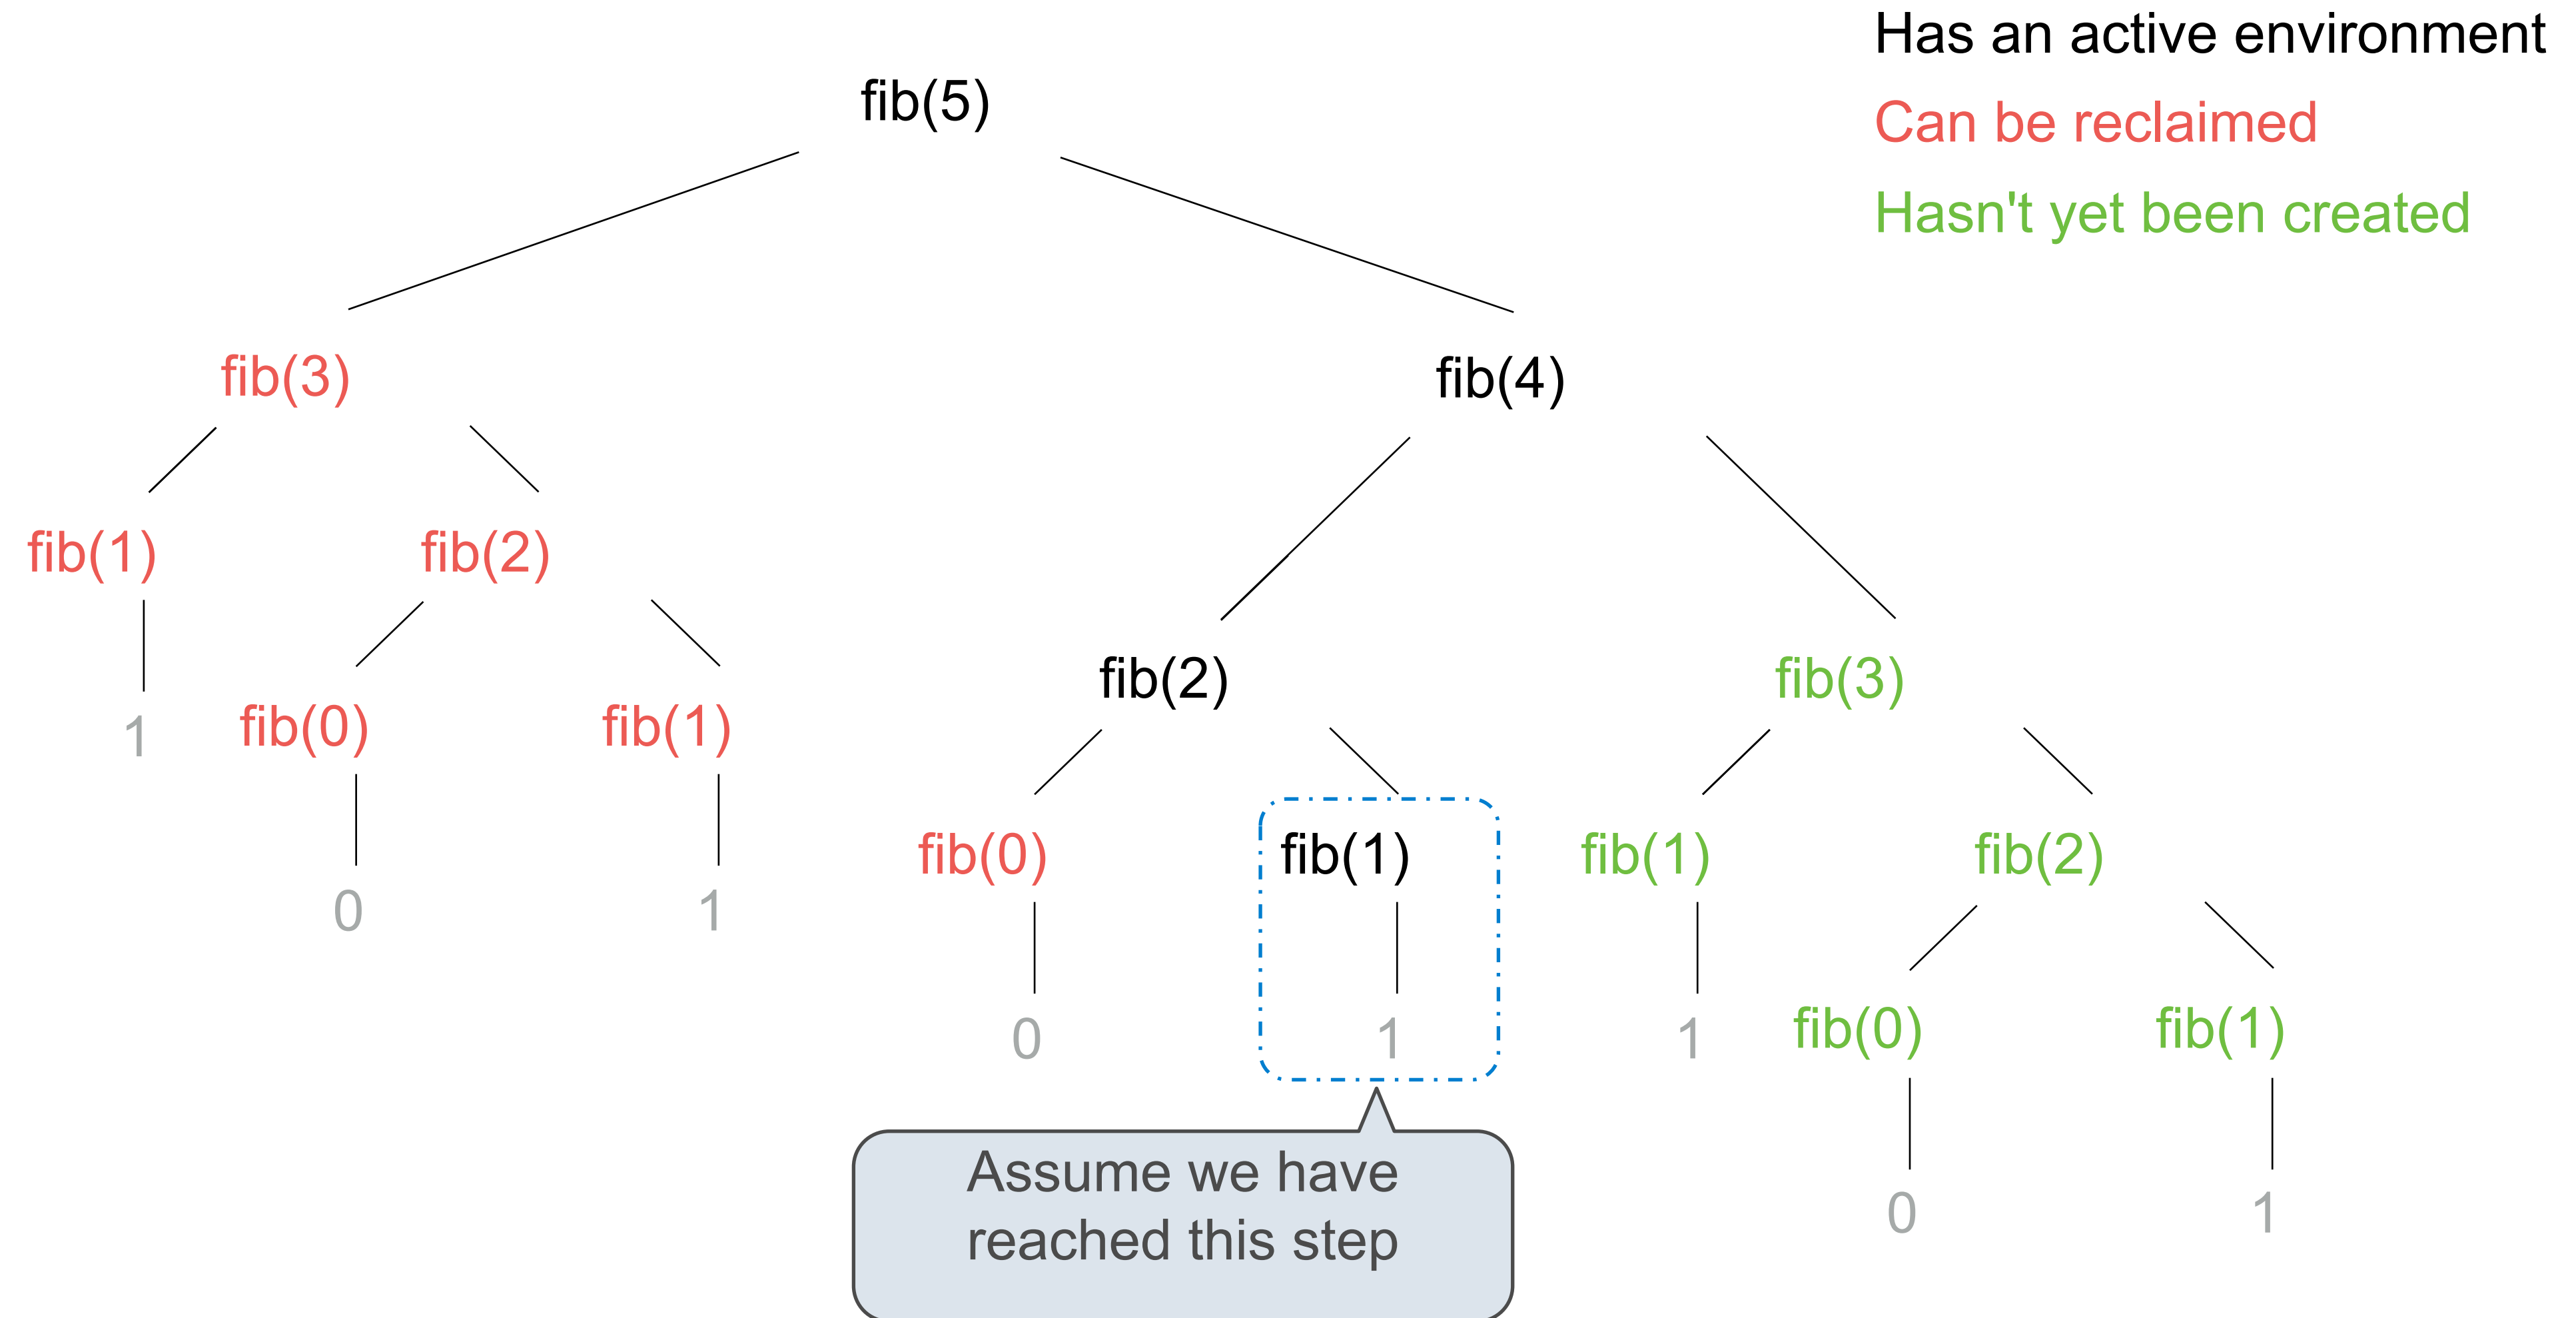 Has an active environment
Can be reclaimed
Hasn't yet been created
fib(5)
fib(3)
fib(4)
fib(1)
fib(2)
fib(2)
fib(3)
1
fib(0)
fib(1)
fib(0)
fib(1)
fib(1)
fib(2)
0
1
0
1
1
fib(0)
fib(1)
0
1
Assume we have
reached this step